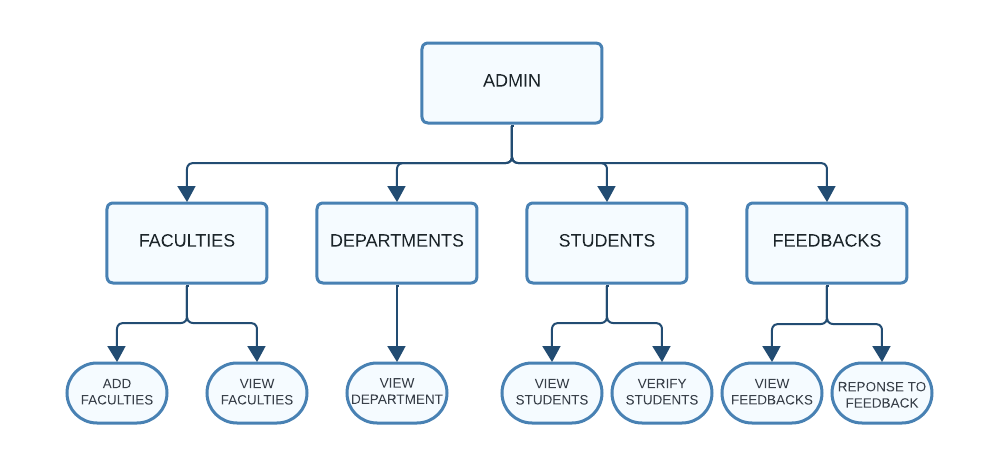 ADMIN
FACULTIES
DEPARTMENTS
STUDENTS
FEEDBACKS
ADD
FACULTIES
VIEW
FACULTIES
VIEW
DEPARTMENT
VIEW
STUDENTS
VERIFY
STUDENTS
VIEW
FEEDBACKS
REPONSE TO
FEEDBACK